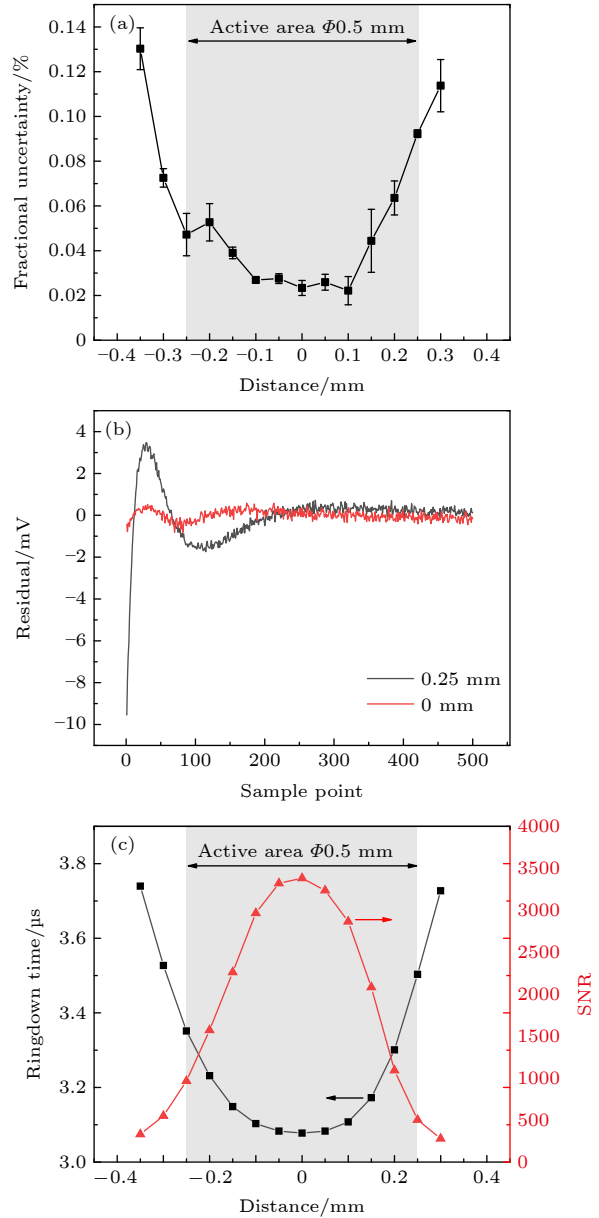 (a)
Active area Φ0.5 mm
Fractional uncertainty/%
0.14
0.12
0.10
0.08
0.06
0.04
0.02
0
−0.4 −0.3 −0.2 −0.1 0 0.1 0.2 0.3 0.4
Distance/mm
(b)
Residual/mV
4
2
0
−2
−4
−6
−8
−10
0.25 mm
0 mm
0 100 200 300 400 500
Sample point
(c)
Active area Φ0.5 mm
Ringdown time/µs
3.8
3.6
3.4
3.2
3.0
4000
3500
3000
2500
2000
1500
1000
500
0
SNR
−0.4 −0.2 0 0.2 0.4
Distance/mm